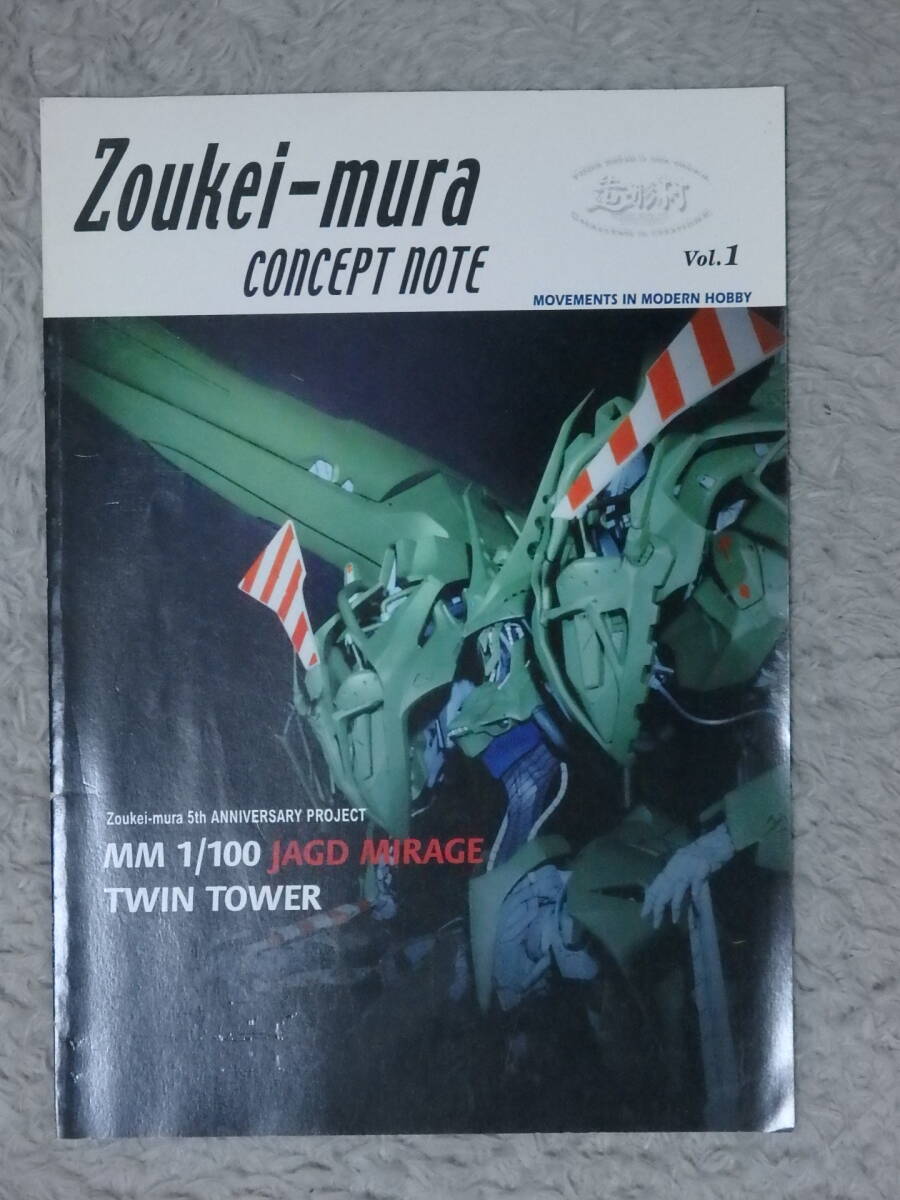 Zoukei-mura
CONCEPT NOTE
造形村
Vol.1
MOVEMENTS IN MODERN HOBBY
Zoukei-mura 5th ANNIVERSARY PROJECT
MM 1/100 JAGD MIRAGE
TWIN TOWER